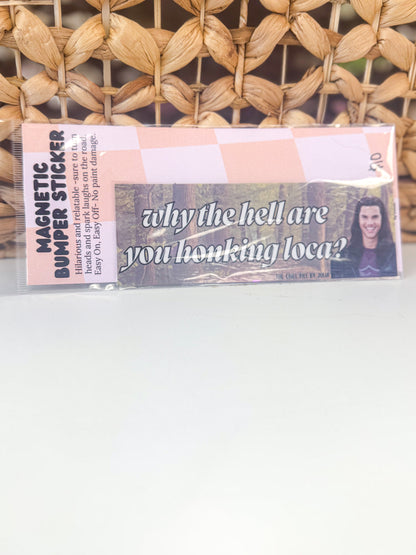 MAGNETIC
BUMPER STICKER
Hilarious and relatable -sure to turn
heads and spark laughs on the road.
Easy On, Easy Off- No paint damage.
why the hell are
you honking loca?